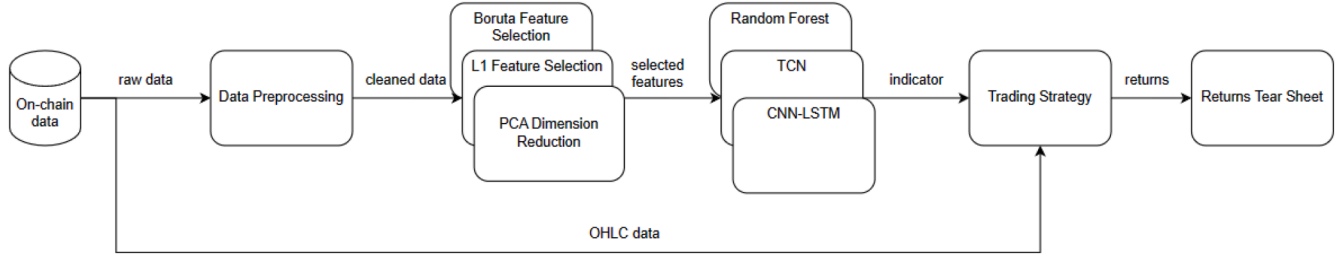 On-chain
data
raw data
Data Preprocessing
cleaned data
Boruta Feature
Selection
L1 Feature Selection
PCA Dimension
Reduction
selected
features
Random Forest
TCN
CNN-LSTM
indicator
Trading Strategy
returns
Returns Tear Sheet
OHLC data